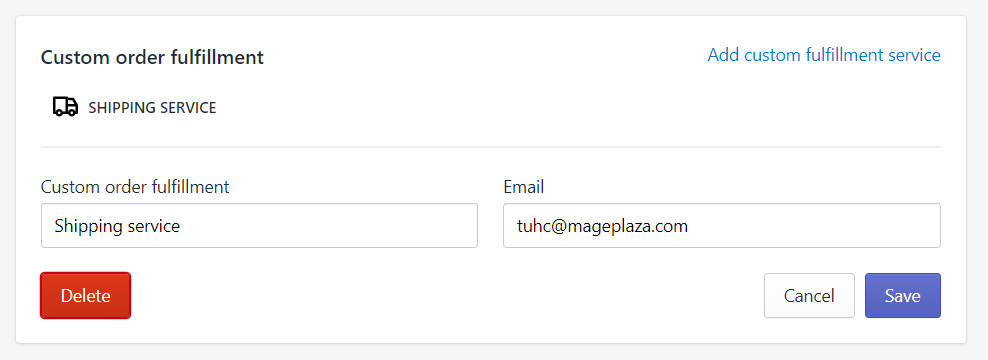 Custom order fulfillment
Add custom fulfillment service
SHIPPING SERVICE
Custom order fulfillment
Email
Shipping service
tuhc@mageplaza.com
Delete
Cancel
Save